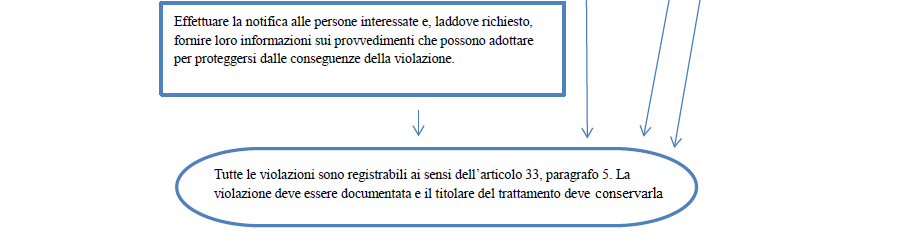 Effettuare la notifica alle persone interessate e, laddove richiesto,
fornire loro informazioni sui provvedimenti che possono adottare
per proteggersi dalle conseguenze della violazione.
Tutte le violazioni sono registrabili ai sensi dell’articolo 33, paragrafo 5. La
violazione deve essere documentata e il titolare del trattamento deve conservarla